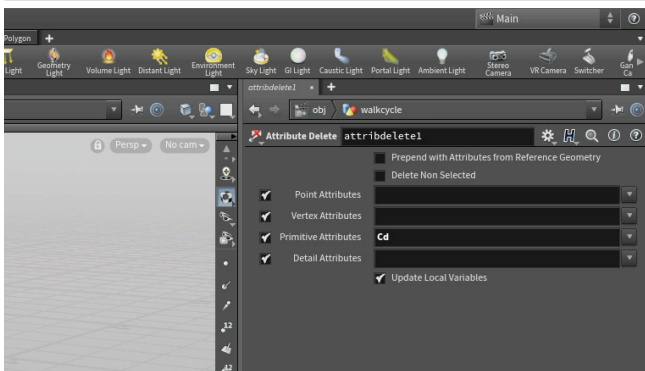 Main
Polygon +
Light Geometry Light Volume Light Distant Light Environment Light Sky Light GI Light Caustic Light Portal Light Ambient Light Stereo Camera VR Camera Switcher
attribdelete1 × +
obj walkcycle
Persp No cam
Attribute Delete attribdelete1
Prepend with Attributes from Reference Geometry
Delete Non Selected
Point Attributes
Vertex Attributes
Primitive Attributes Cd
Detail Attributes
Update Local Variables
12
12